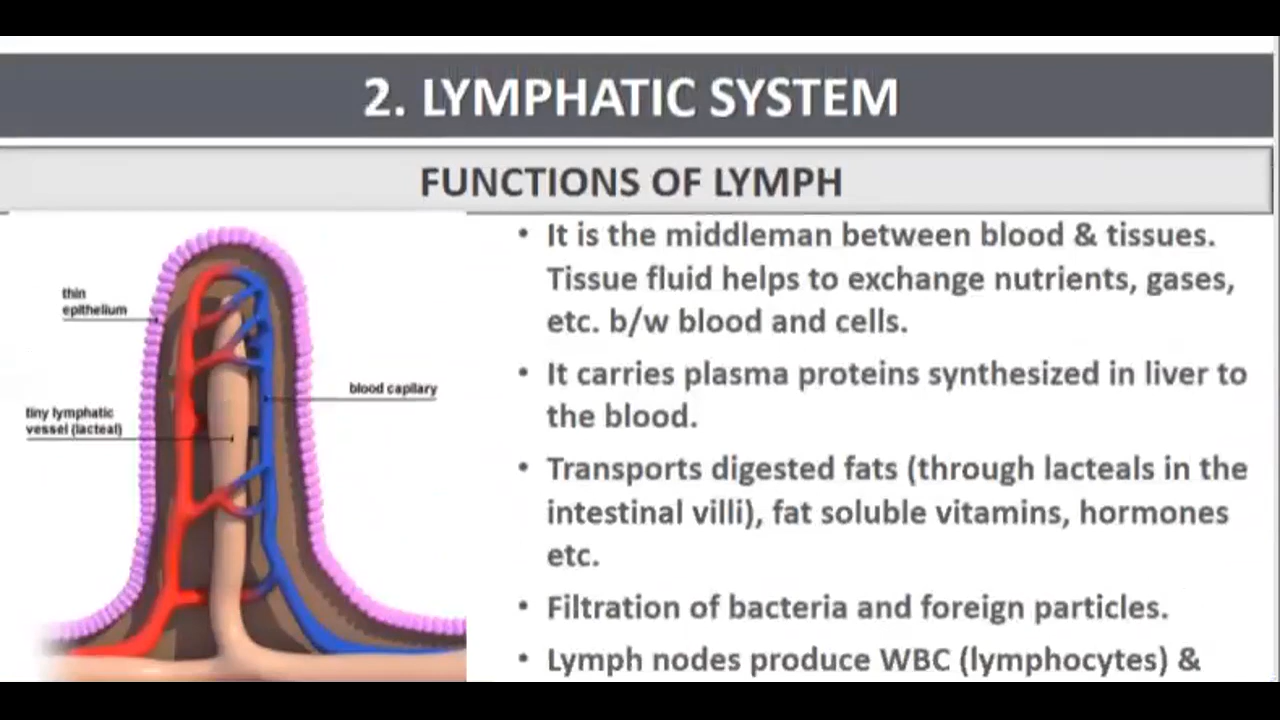 2. LYMPHATIC SYSTEM
FUNCTIONS OF LYMPH
thin
epithelium
blood capilary
tiny lymphatic
vessel (lacteal)
• It is the middleman between blood & tissues.
Tissue fluid helps to exchange nutrients, gases,
etc. b/w blood and cells.
• It carries plasma proteins synthesized in liver to
the blood.
• Transports digested fats (through lacteals in the
intestinal villi), fat soluble vitamins, hormones
etc.
• Filtration of bacteria and foreign particles.
• Lymph nodes produce WBC (lymphocytes) &